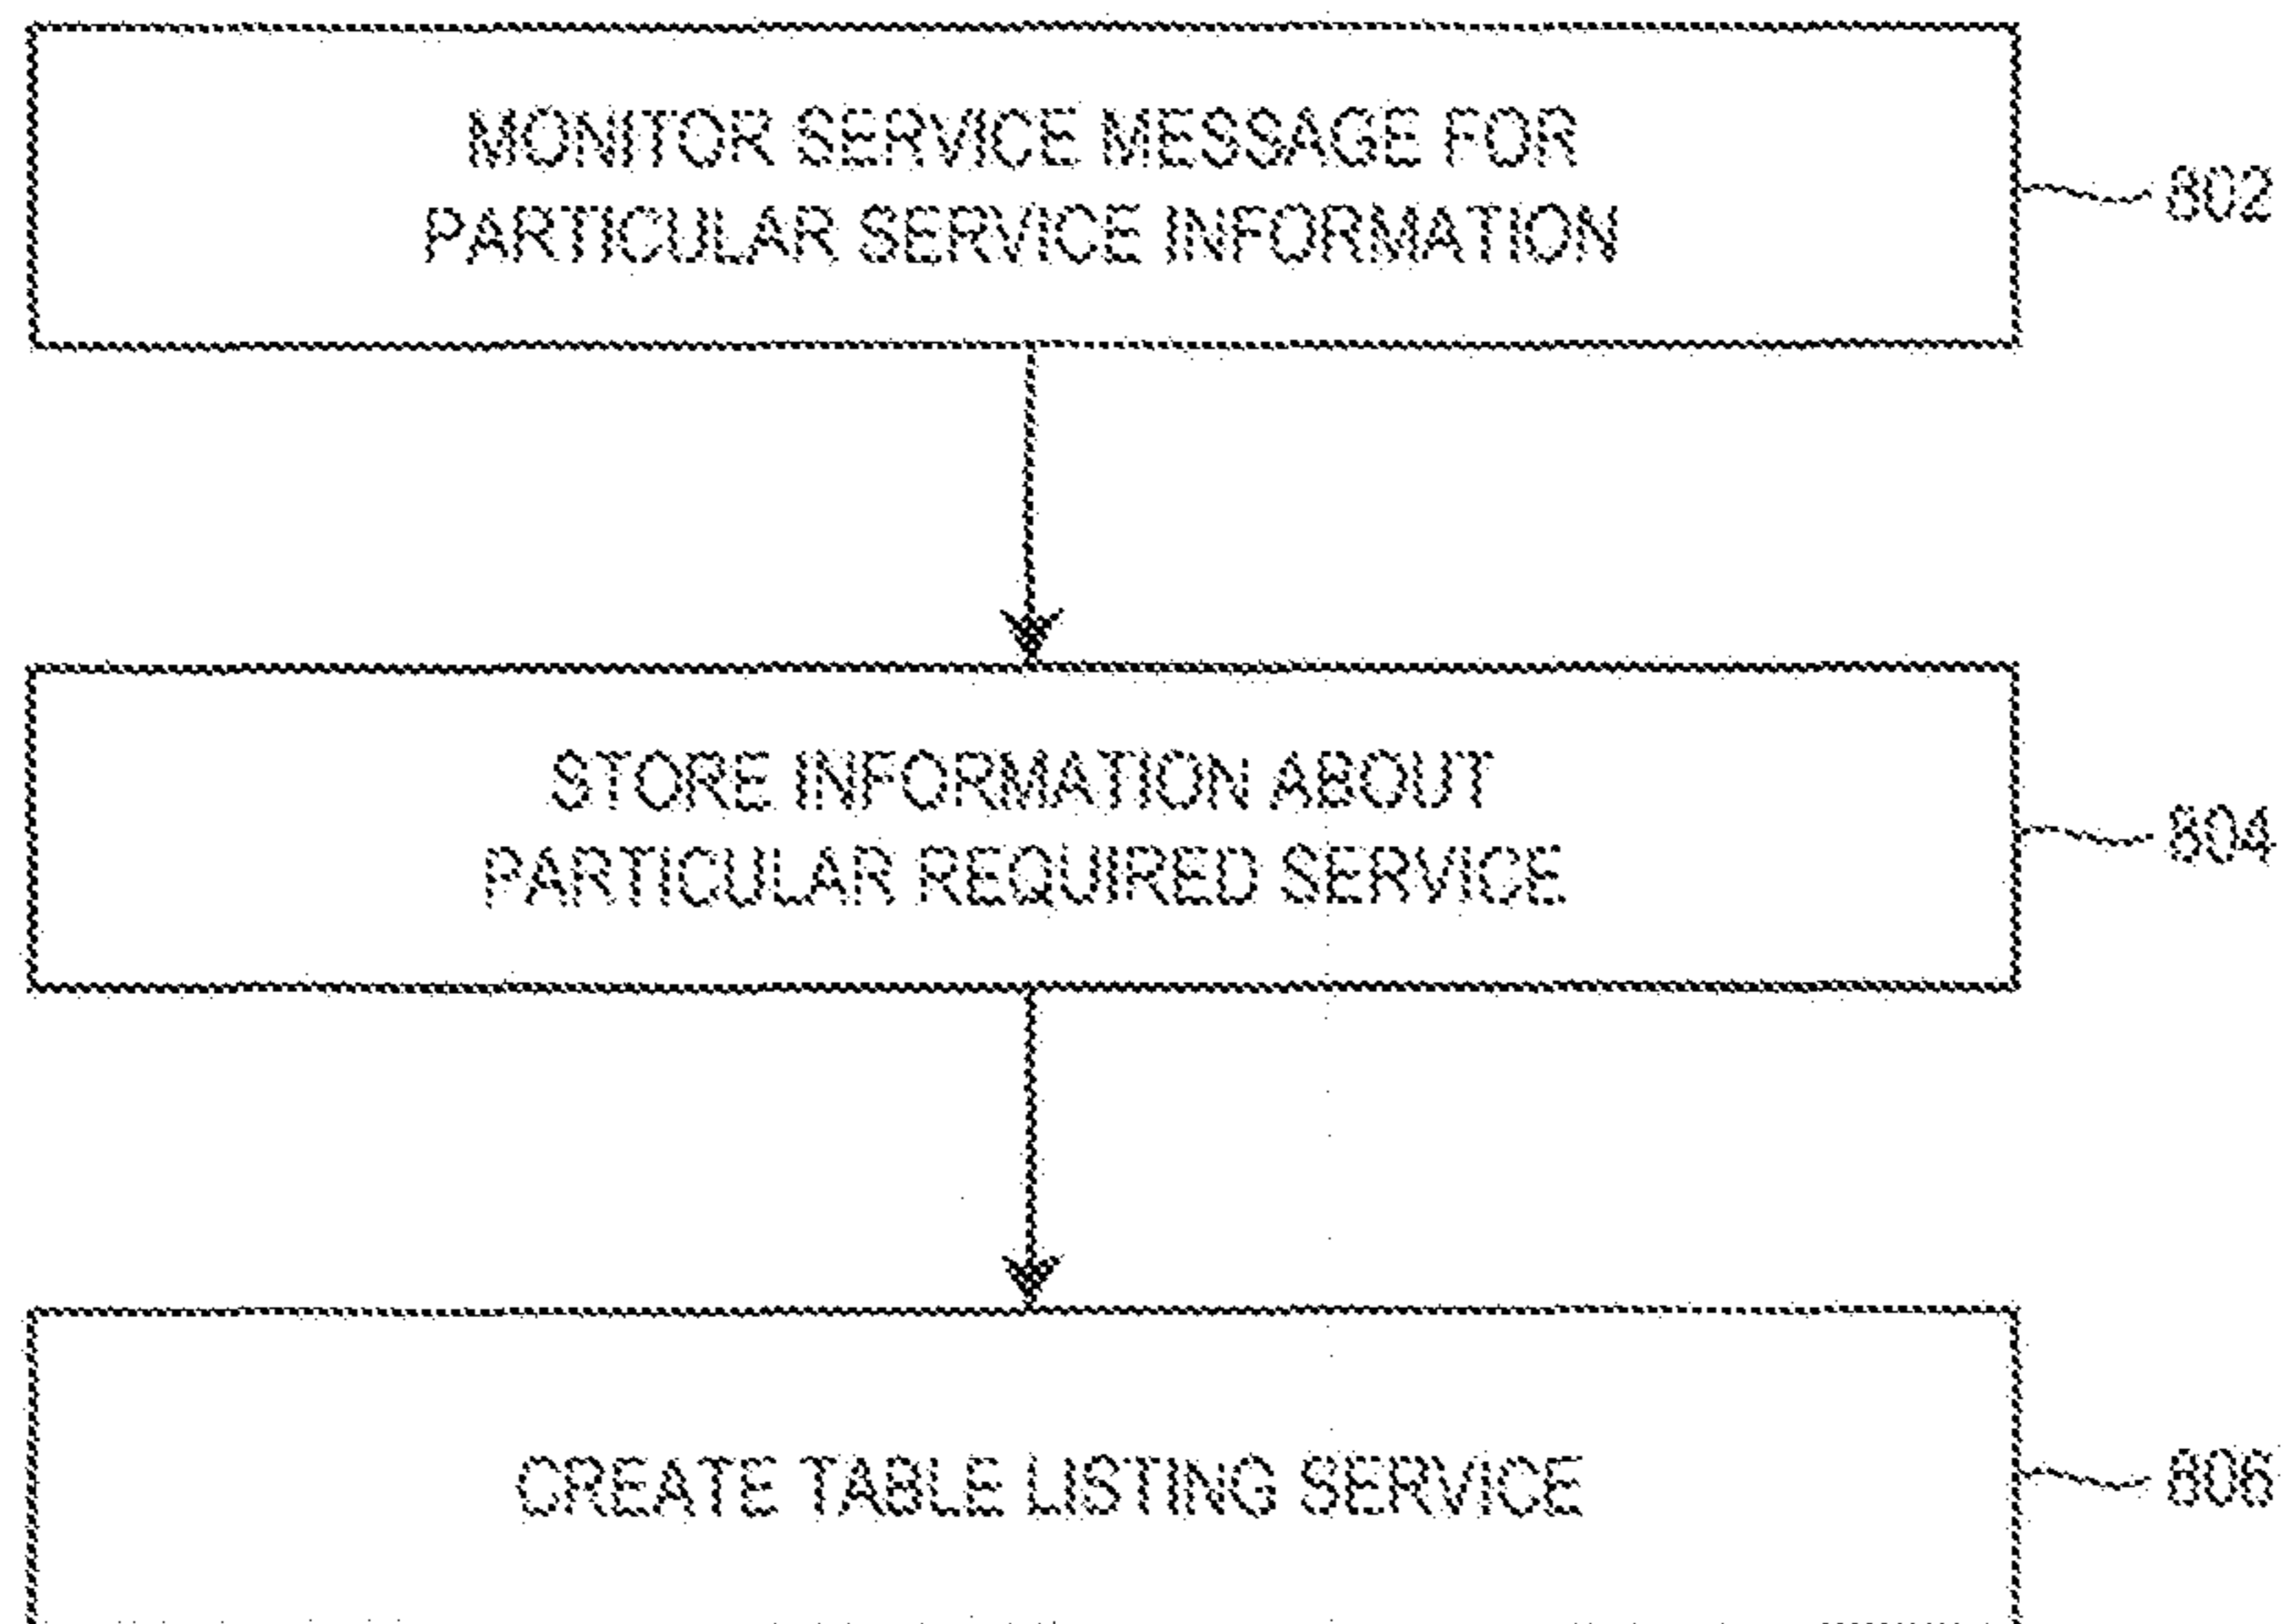 MONITOR SERVICE MESSAGE FOR
PARTICULAR SERVICE INFORMATION
802
STORE INFORMATION ABOUT
PARTICULAR REQUIRED SERVICE
804
CREATE TABLE LISTING SERVICE
806